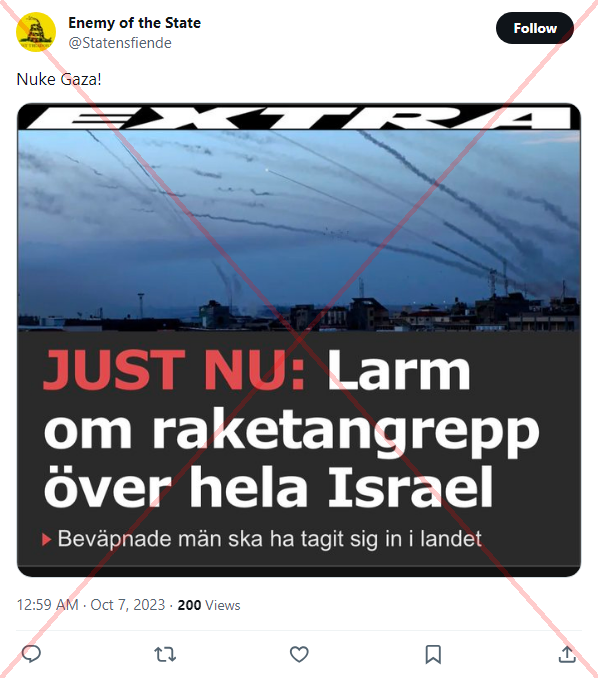 Enemy of the State
@Statensfiende
Follow
Nuke Gaza!
EXTRA
JUST NU: Larm
om raketangrepp
över hela Israel
Beväpnade män ska ha tagit sig in i landet
12:59 AM · Oct 7, 2023 · 200 Views